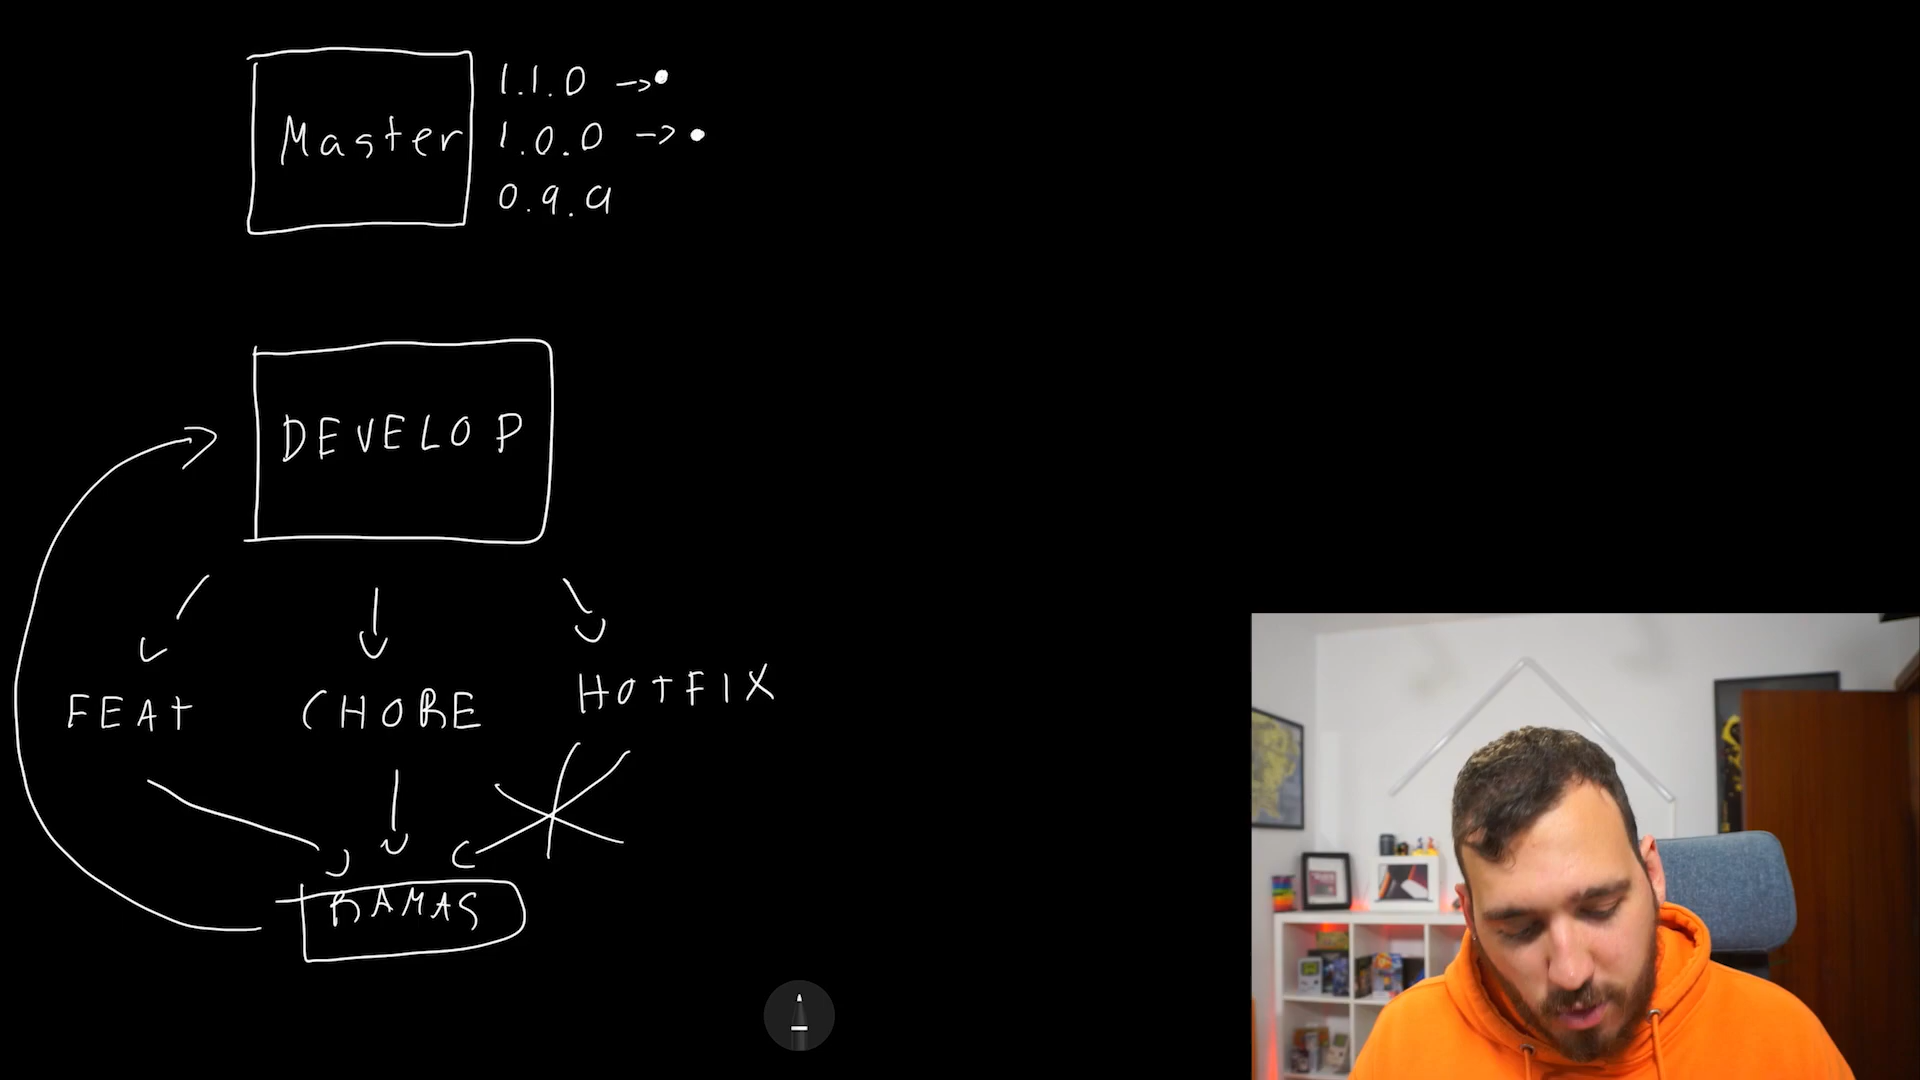 Master
1.1.0 ->•
1.0.0 -> •
0.9.9
DEVELOP
FEAT
CHORE
HOTFIX
RAMAS